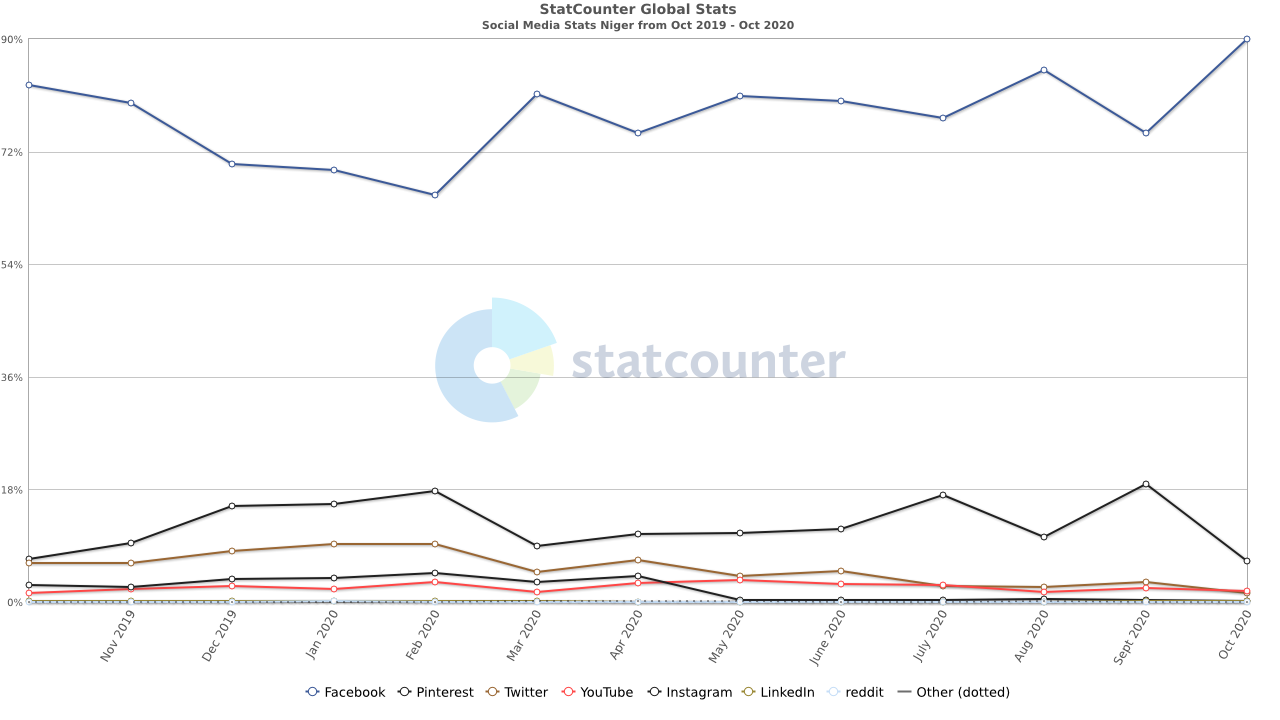 StatCounter Global Stats
Social Media Stats Niger from Oct 2019 - Oct 2020
90%
72%
54%
36%
18%
0%
statcounter
Nov 2019
Dec 2019
Jan 2020
Feb 2020
Mar 2020
Apr 2020
May 2020
June 2020
July 2020
Aug 2020
Sept 2020
Oct 2020
Facebook Pinterest Twitter YouTube Instagram LinkedIn reddit Other (dotted)